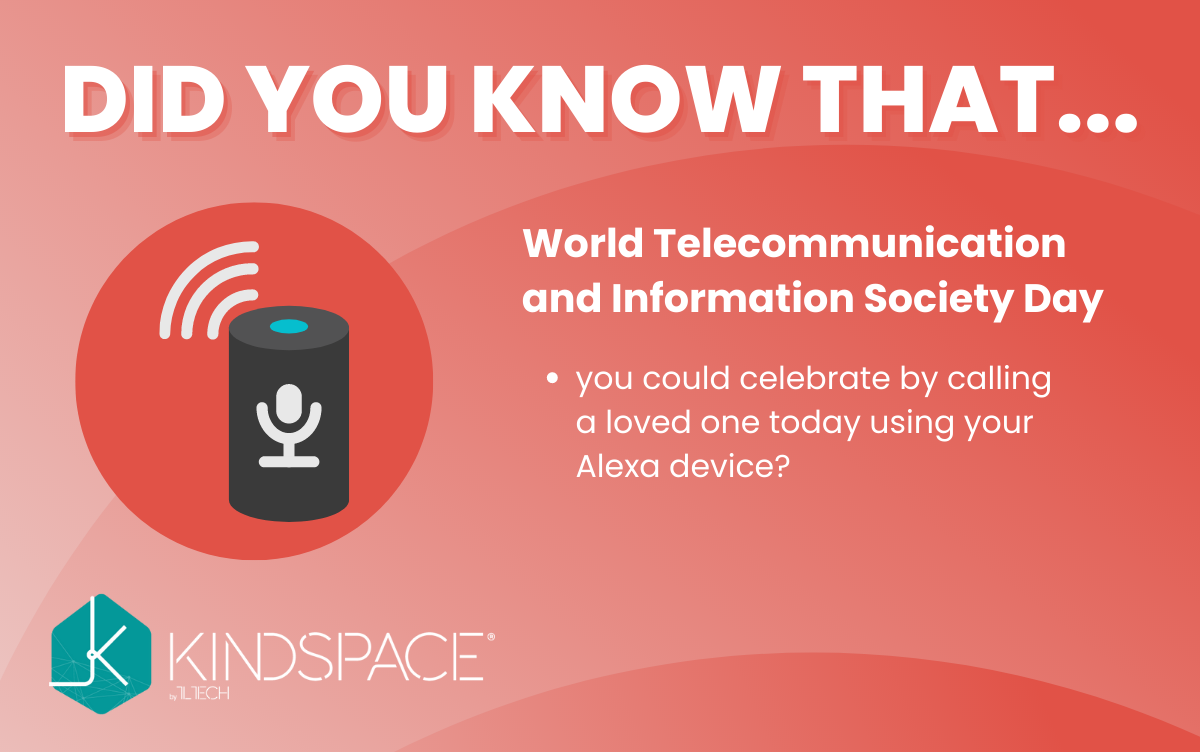 DID YOU KNOW THAT...
World Telecommunication
and Information Society Day
• you could celebrate by calling
a loved one today using your
Alexa device?
KINDSPACE®
by TLTECH